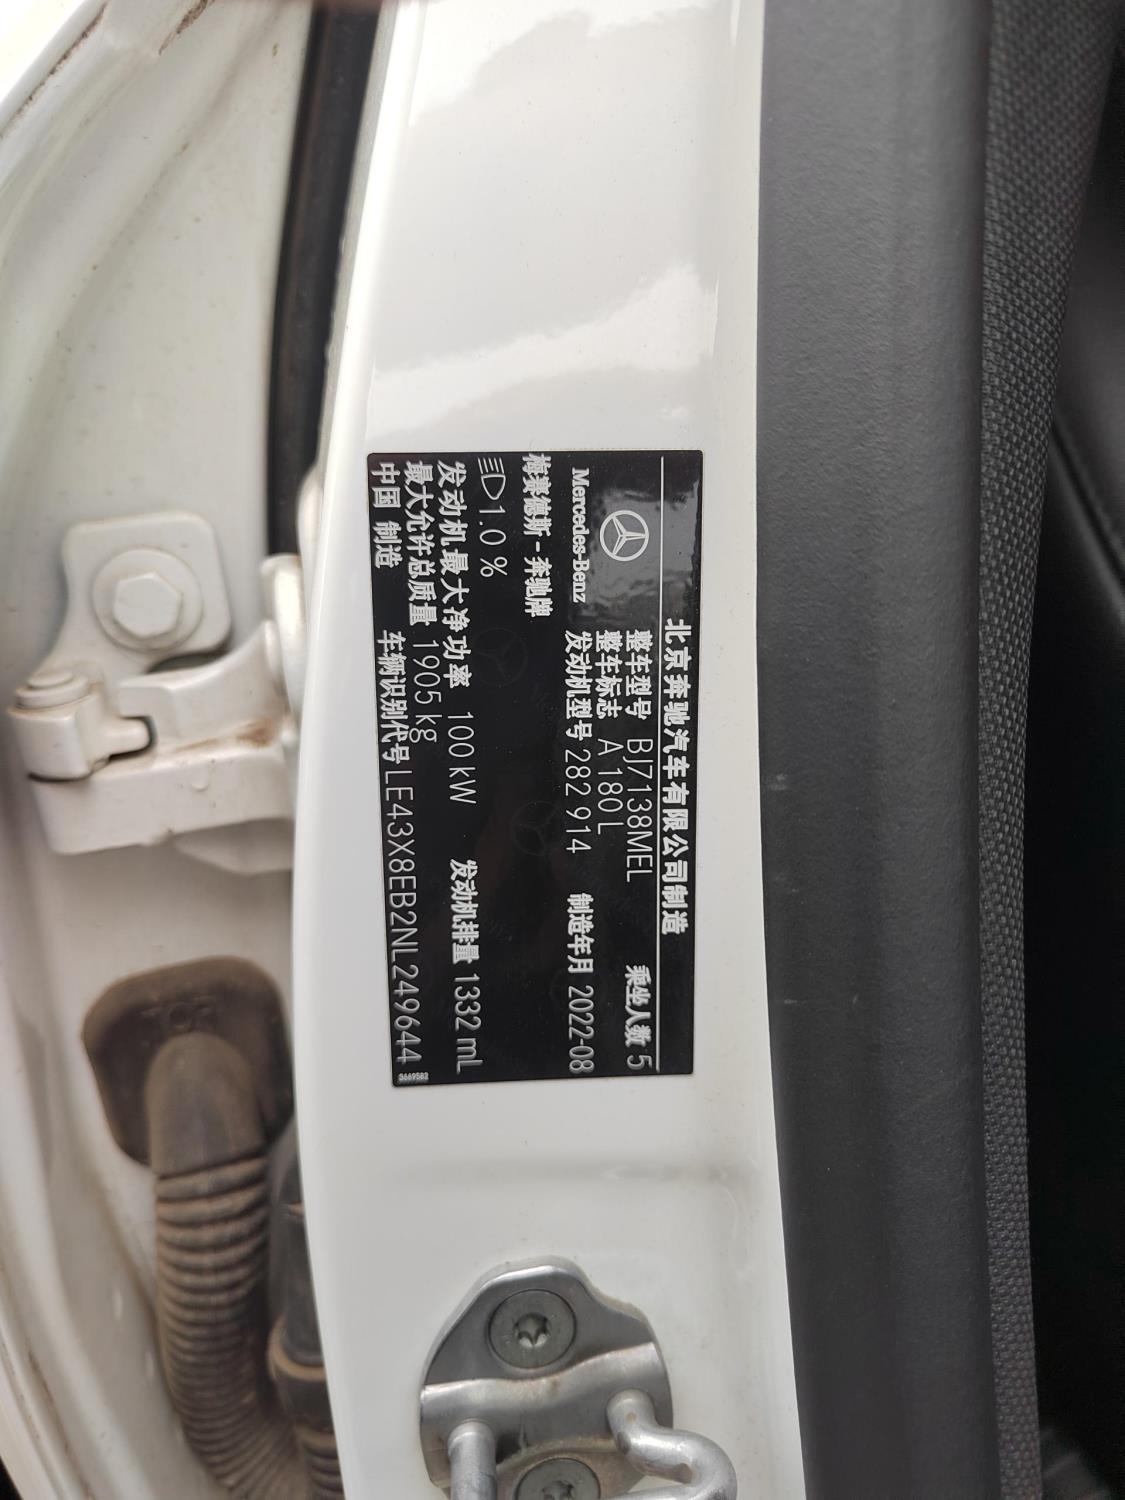 北京奔驰汽车有限公司制造
整车型号 BJ7138MEL 乘坐人数 5
整车标志 A 180 L
Mercedes-Benz 发动机型号 282 914 制造年月 2022-08
梅赛德斯-奔驰牌
1.0 %
发动机最大净功率 100 kW 发动机排量 1332 mL
最大允许总质量 1905 kg
中国 制造 车辆识别代号 LE43X8EB2NL249644
3669582